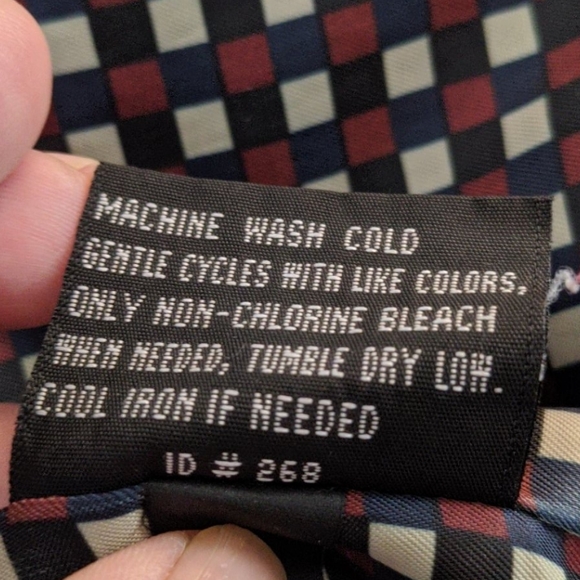 MACHINE WASH COLD
GENTLE CYCLES WITH LIKE COLORS,
ONLY NON-CHLORINE BLEACH
WHEN NEEDED, TUMBLE DRY LOW.
COOL IRON IF NEEDED
ID # 268